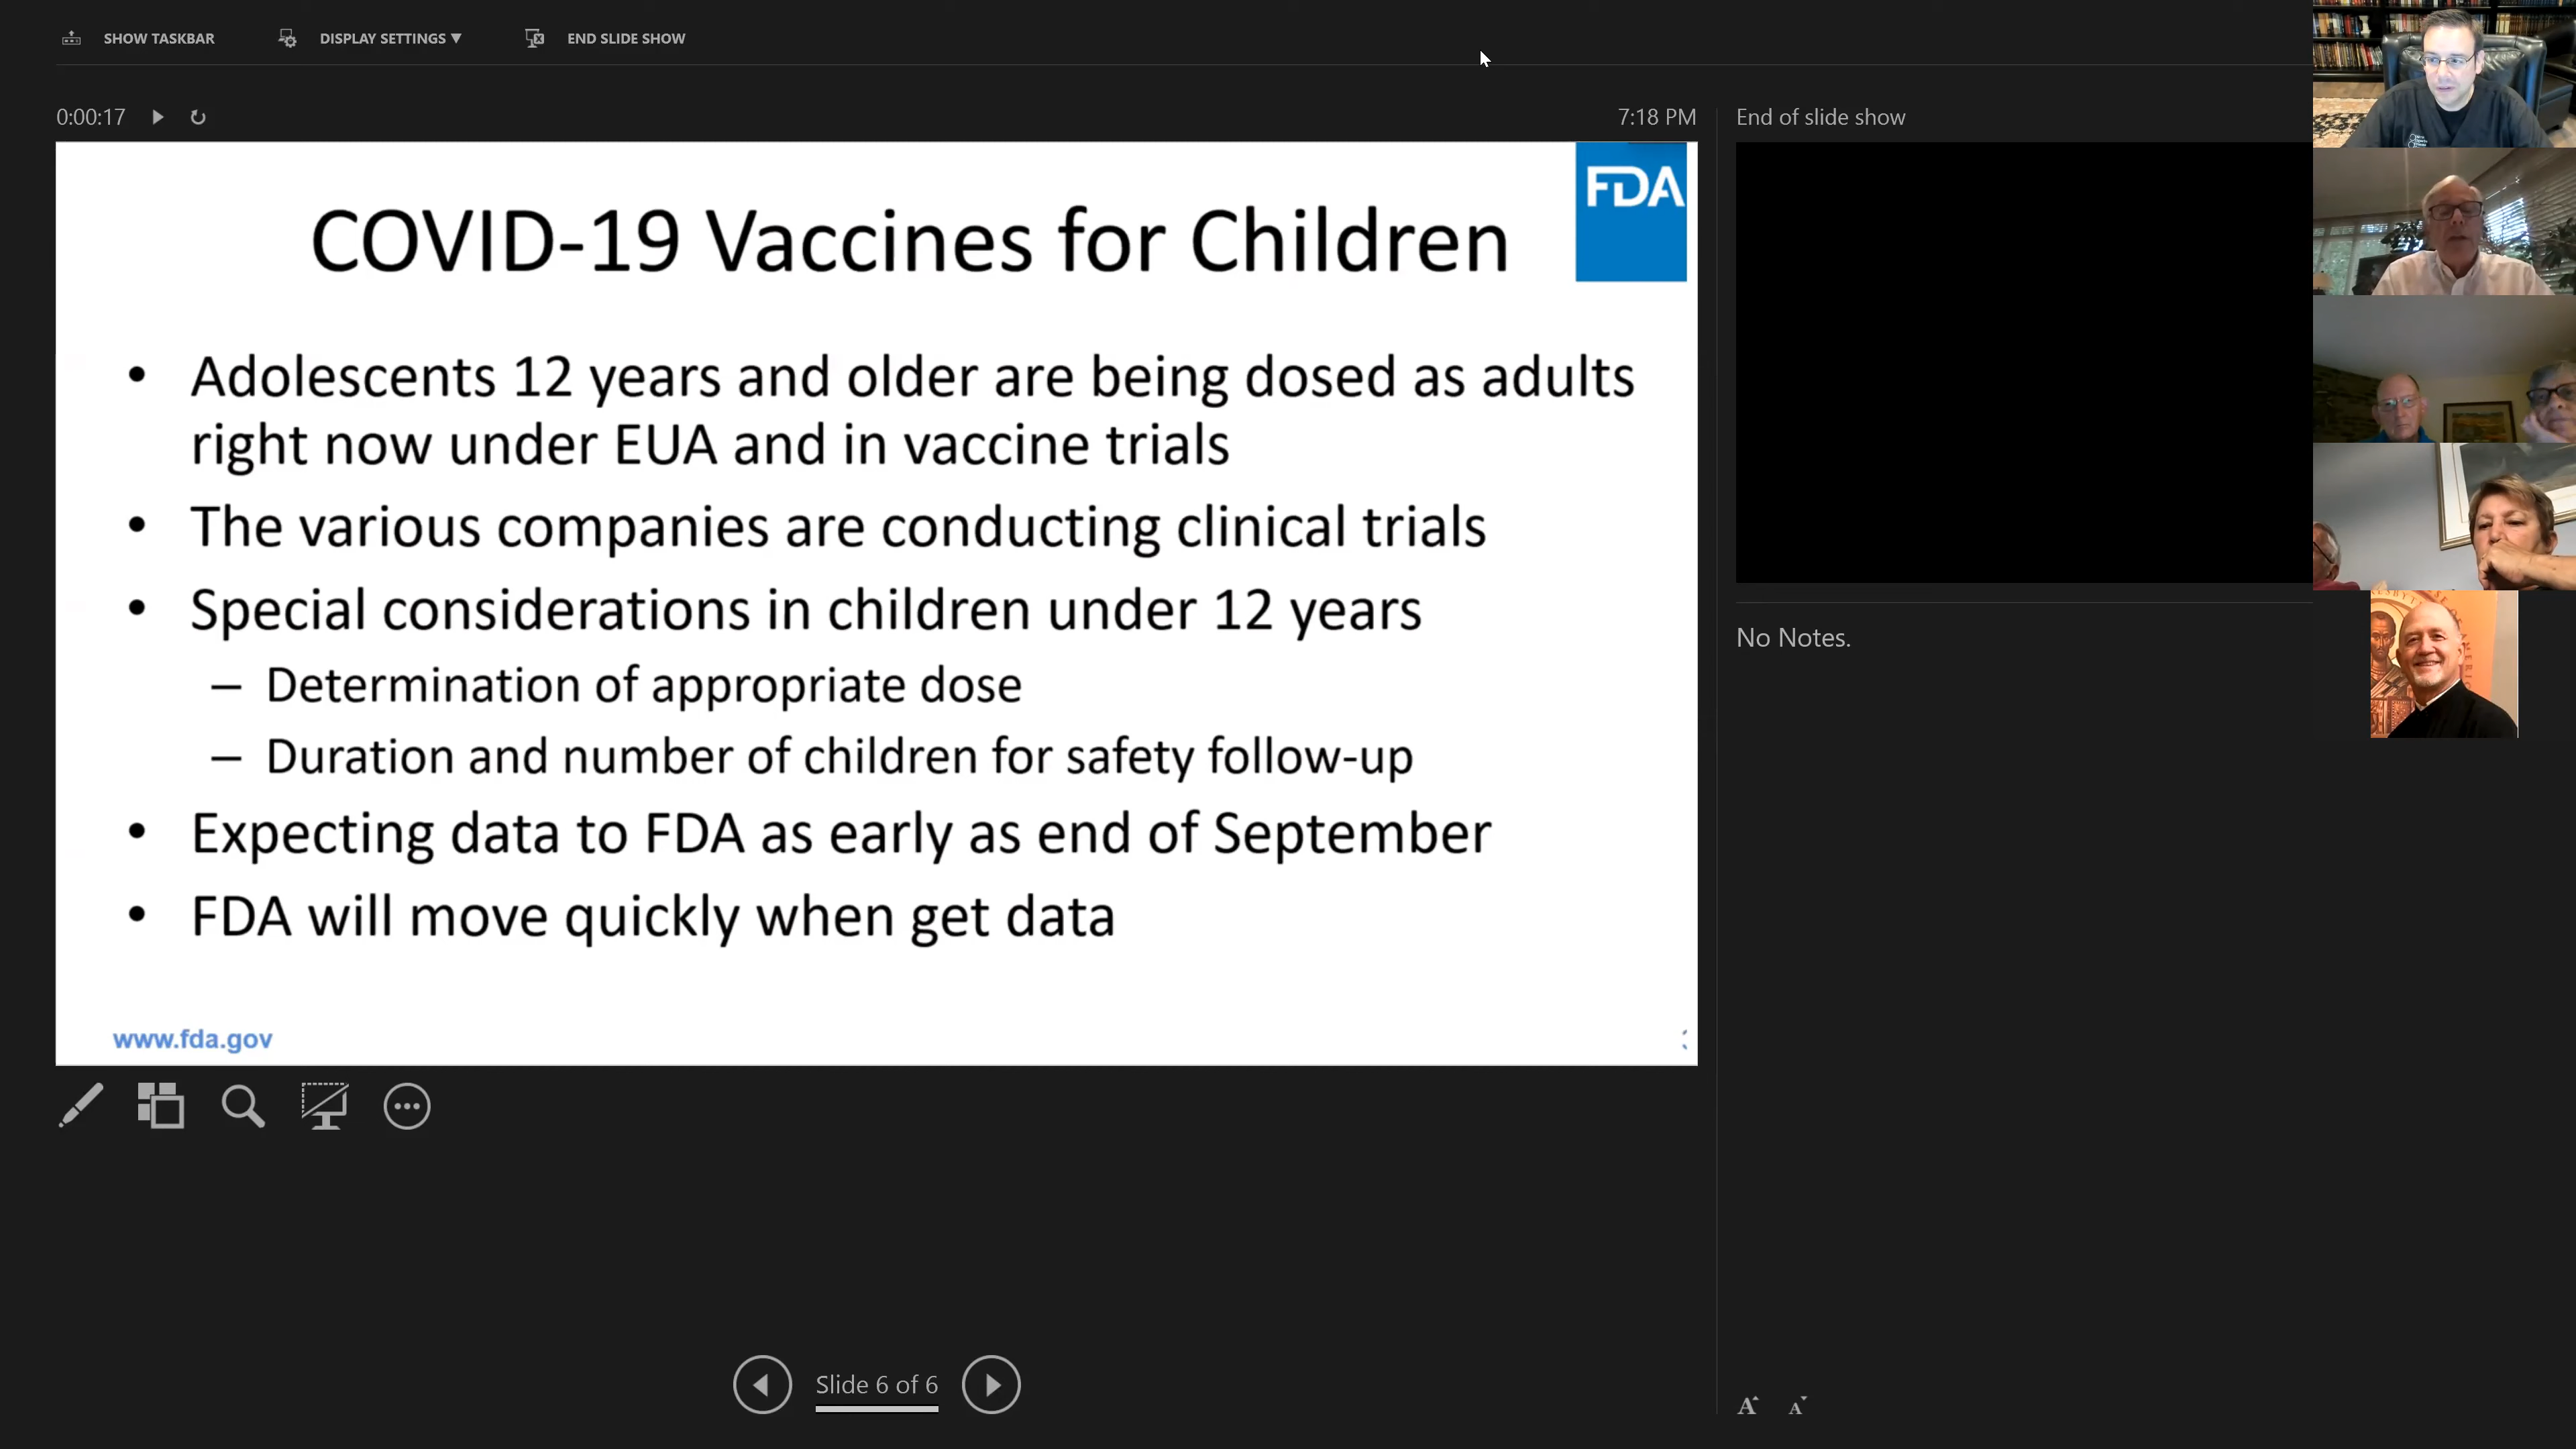 SHOW TASKBAR
DISPLAY SETTINGS ▼
END SLIDE SHOW
0:00:17
7:18 PM
End of slide show
FDA
COVID-19 Vaccines for Children
• Adolescents 12 years and older are being dosed as adults
right now under EUA and in vaccine trials
• The various companies are conducting clinical trials
• Special considerations in children under 12 years
– Determination of appropriate dose
– Duration and number of children for safety follow-up
• Expecting data to FDA as early as end of September
• FDA will move quickly when get data
www.fda.gov
No Notes.
Slide 6 of 6
A A